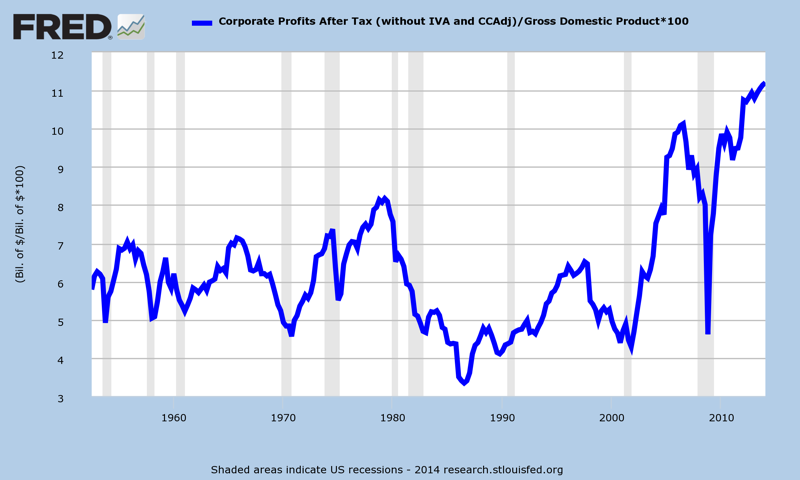 FRED
Corporate Profits After Tax (without IVA and CCAdj)/Gross Domestic Product*100
12
11
10
9
8
7
6
5
4
3
(Bil. of $/Bil. of $*100)
1960 1970 1980 1990 2000 2010
Shaded areas indicate US recessions - 2014 research.stlouisfed.org